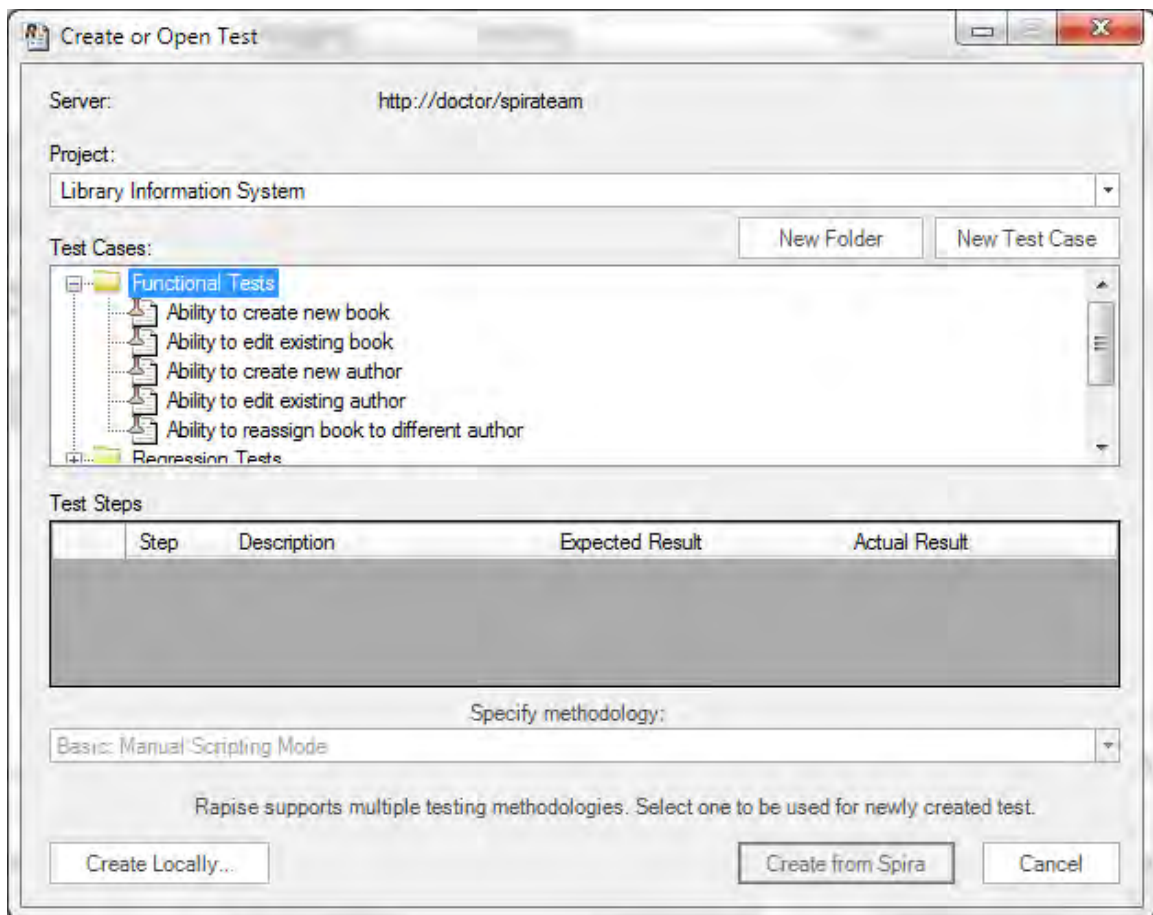 Create or Open Test
Server: http://doctor/spirateam
Project:
Library Information System
New Folder New Test Case
Test Cases:
Functional Tests
Ability to create new book
Ability to edit existing book
Ability to create new author
Ability to edit existing author
Ability to reassign book to different author
Regression Tests
Test Steps
Step Description Expected Result Actual Result
Specify methodology:
Basic: Manual Scripting Mode
Rapise supports multiple testing methodologies. Select one to be used for newly created test.
Create Locally... Create from Spira Cancel